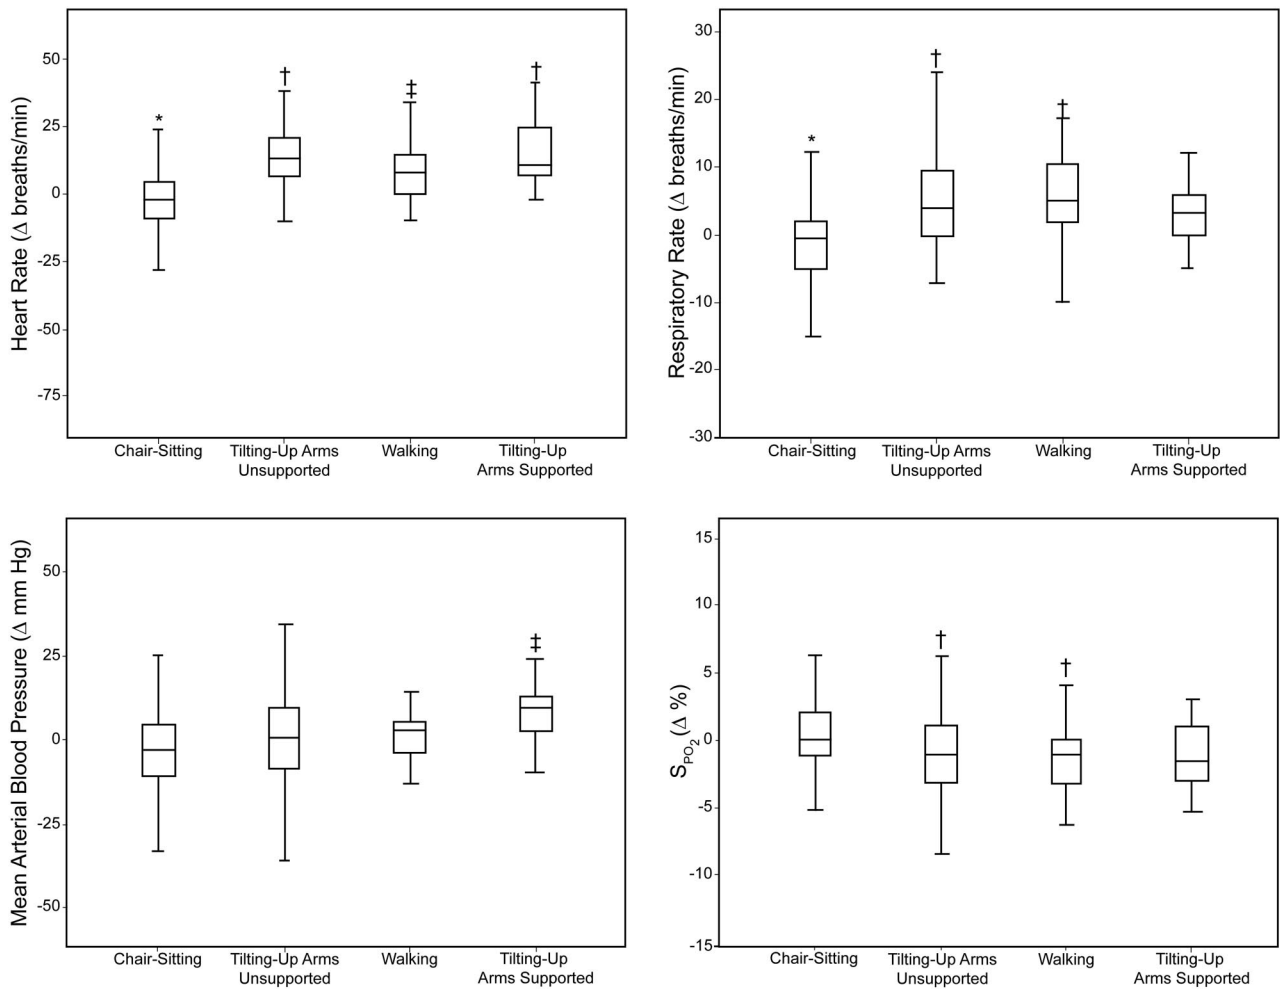 Heart Rate (Δ breaths/min)
50
25
0
-25
-50
-75
*
†
‡
†
Chair-Sitting
Tilting-Up Arms
Unsupported
Walking
Tilting-Up
Arms Supported
Respiratory Rate (Δ breaths/min)
30
20
10
0
-10
-20
-30
*
†
†
Chair-Sitting
Tilting-Up Arms
Unsupported
Walking
Tilting-Up
Arms Supported
Mean Arterial Blood Pressure (Δ mm Hg)
50
25
0
-25
-50
‡
Chair-Sitting
Tilting-Up Arms
Unsupported
Walking
Tilting-Up
Arms Supported
SPO2 (Δ %)
15
10
5
0
-5
-10
-15
†
†
Chair-Sitting
Tilting-Up Arms
Unsupported
Walking
Tilting-Up
Arms Supported